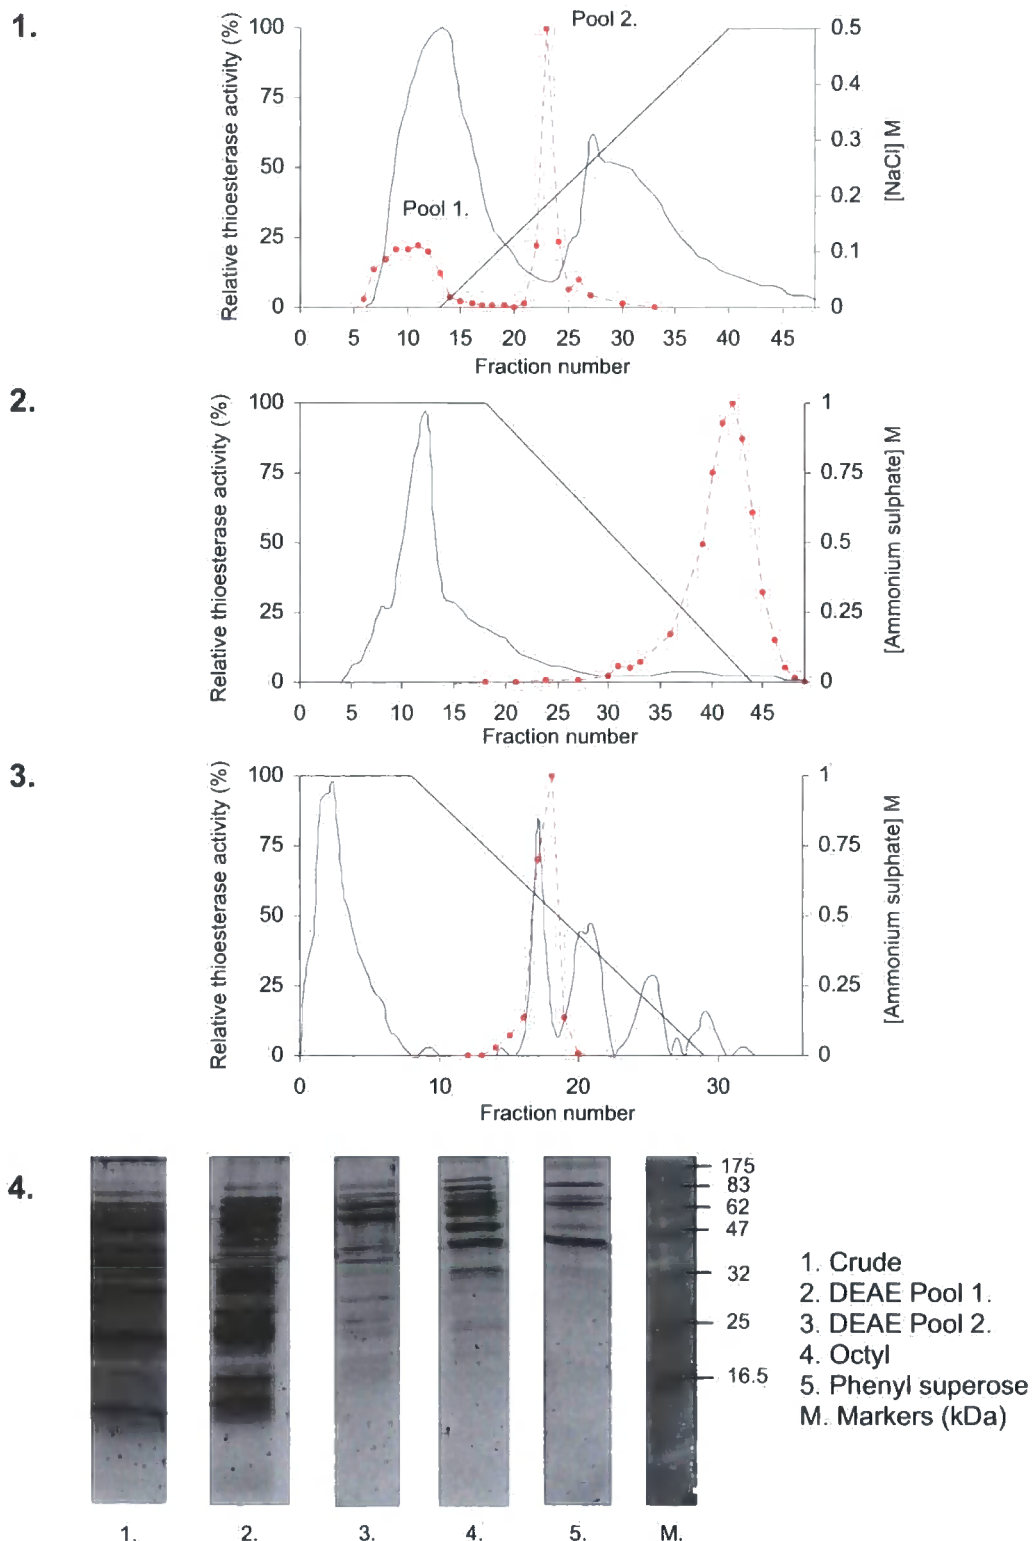 1.
Pool 2.
Pool 1.
Relative thioesterase activity (%)
100
75
50
25
0
0.5
0.4
0.3
0.2
0.1
0
[NaCl] M
0 5 10 15 20 25 30 35 40 45
Fraction number
2.
Relative thioesterase activity (%)
100
75
50
25
0
1
0.75
0.5
0.25
0
[Ammonium sulphate] M
0 5 10 15 20 25 30 35 40 45
Fraction number
3.
Relative thioesterase activity (%)
100
75
50
25
0
1
0.75
0.5
0.25
0
[Ammonium sulphate] M
0 10 20 30
Fraction number
4.
175
83
62
47
32
25
16.5
1. Crude
2. DEAE Pool 1.
3. DEAE Pool 2.
4. Octyl
5. Phenyl superose
M. Markers (kDa)
1. 2. 3. 4. 5. M.